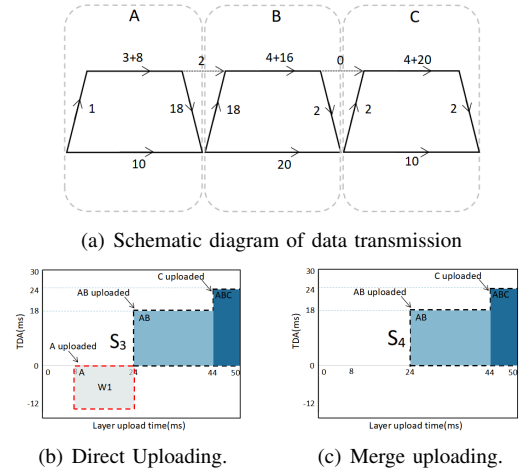 A B C
3+8 2 4+16 0 4+20
1 18 18 2 2 2
10 20 10
(a) Schematic diagram of data transmission
30
24
18
0
-12
TDA(ms)
C uploaded
ABC
AB uploaded
AB
S3
A uploaded
A
W1
0 8 44 50
Layer upload time(ms)
(b) Direct Uploading.
30
24
18
0
-12
TDA(ms)
C uploaded
ABC
AB uploaded
AB
S4
0 8 24 44 50
Layer upload time(ms)
(c) Merge uploading.